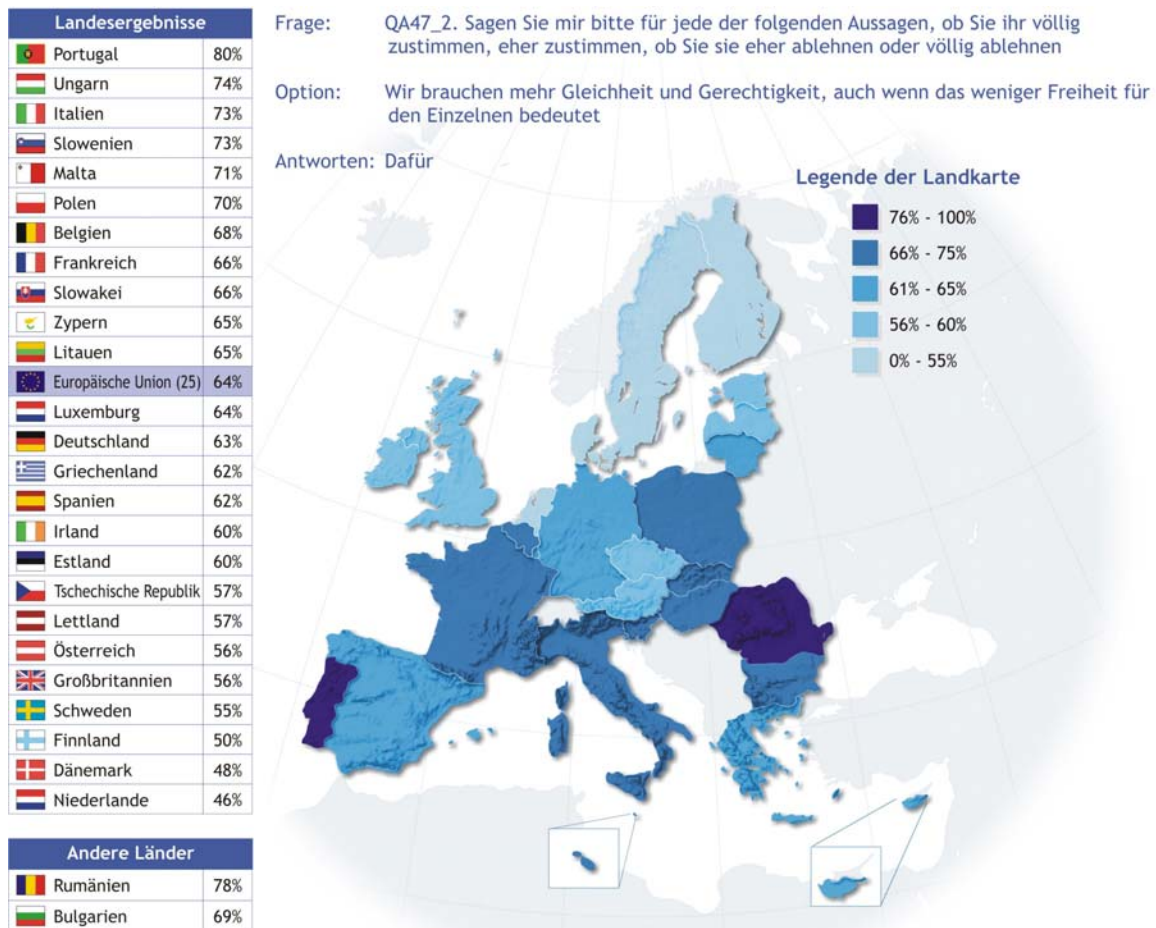 Landesergebnisse
Portugal 80%
Ungarn 74%
Italien 73%
Slowenien 73%
Malta 71%
Polen 70%
Belgien 68%
Frankreich 66%
Slowakei 66%
Zypern 65%
Litauen 65%
Europäische Union (25) 64%
Luxemburg 64%
Deutschland 63%
Griechenland 62%
Spanien 62%
Irland 60%
Estland 60%
Tschechische Republik 57%
Lettland 57%
Österreich 56%
Großbritannien 56%
Schweden 55%
Finnland 50%
Dänemark 48%
Niederlande 46%
Andere Länder
Rumänien 78%
Bulgarien 69%
Frage: QA47_2. Sagen Sie mir bitte für jede der folgenden Aussagen, ob Sie ihr völlig
zustimmen, eher zustimmen, ob Sie sie eher ablehnen oder völlig ablehnen
Option: Wir brauchen mehr Gleichheit und Gerechtigkeit, auch wenn das weniger Freiheit für
den Einzelnen bedeutet
Antworten: Dafür
Legende der Landkarte
76% - 100%
66% - 75%
61% - 65%
56% - 60%
0% - 55%